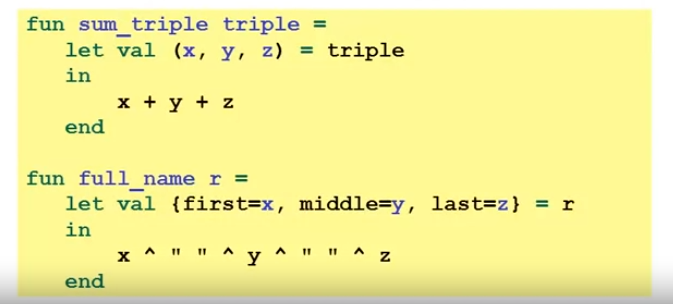 fun sum_triple triple =
let val (x, y, z) = triple
in
x + y + z
end
fun full_name r =
let val {first=x, middle=y, last=z} = r
in
x ^ " " ^ y ^ " " ^ z
end